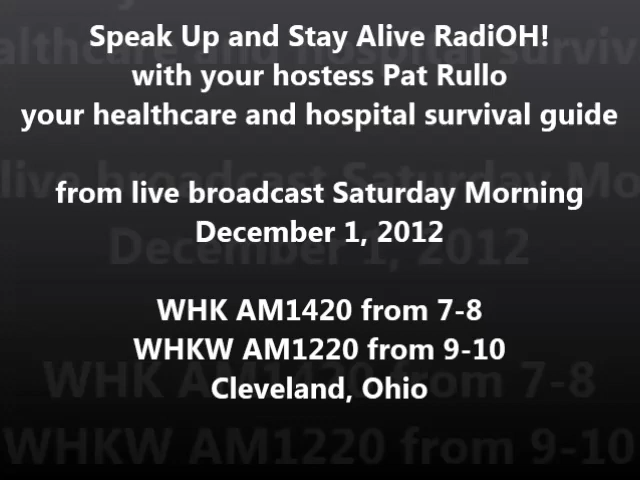 Speak Up and Stay Alive RadiOH!
with your hostess Pat Rullo
your healthcare and hospital survival guide
from live broadcast Saturday Morning
December 1, 2012
WHK AM1420 from 7-8
WHKW AM1220 from 9-10
Cleveland, Ohio